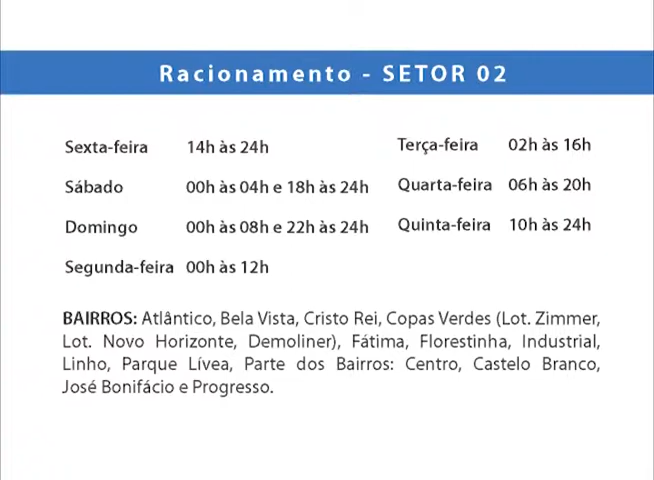 Racionamento - SETOR 02
Sexta-feira 14h às 24h
Sábado 00h às 04h e 18h às 24h
Domingo 00h às 08h e 22h às 24h
Segunda-feira 00h às 12h
Terça-feira 02h às 16h
Quarta-feira 06h às 20h
Quinta-feira 10h às 24h
BAIRROS: Atlântico, Bela Vista, Cristo Rei, Copas Verdes (Lot. Zimmer,
Lot. Novo Horizonte, Demoliner), Fátima, Florestinha, Industrial,
Linho, Parque Lívea, Parte dos Bairros: Centro, Castelo Branco,
José Bonifácio e Progresso.